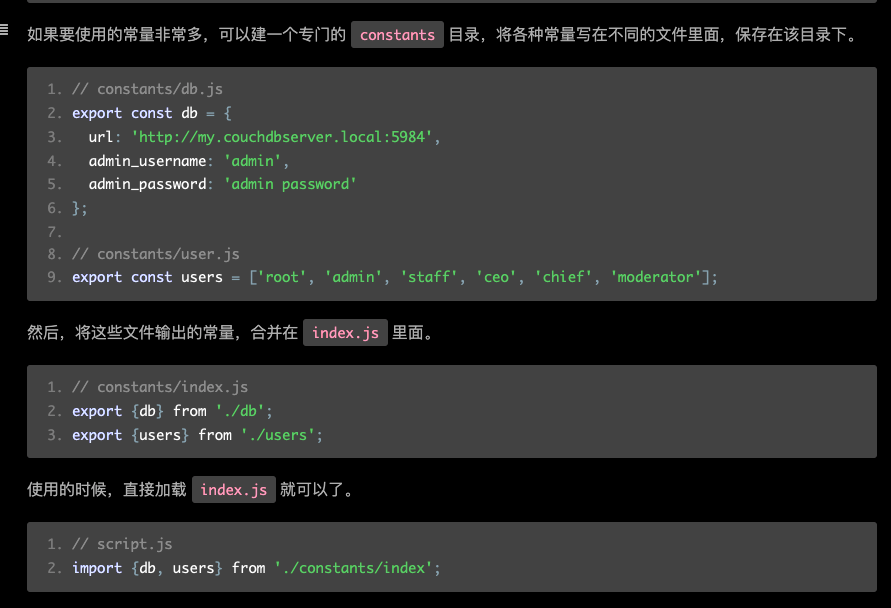 如果要使用的常量非常多，可以建一个专门的 constants 目录，将各种常量写在不同的文件里面，保存在该目录下。
1. // constants/db.js
2. export const db = {
3.   url: 'http://my.couchdbserver.local:5984',
4.   admin_username: 'admin',
5.   admin_password: 'admin password'
6. };
7.
8. // constants/user.js
9. export const users = ['root', 'admin', 'staff', 'ceo', 'chief', 'moderator'];
然后，将这些文件输出的常量，合并在 index.js 里面。
1. // constants/index.js
2. export {db} from './db';
3. export {users} from './users';
使用的时候，直接加载 index.js 就可以了。
1. // script.js
2. import {db, users} from './constants/index';